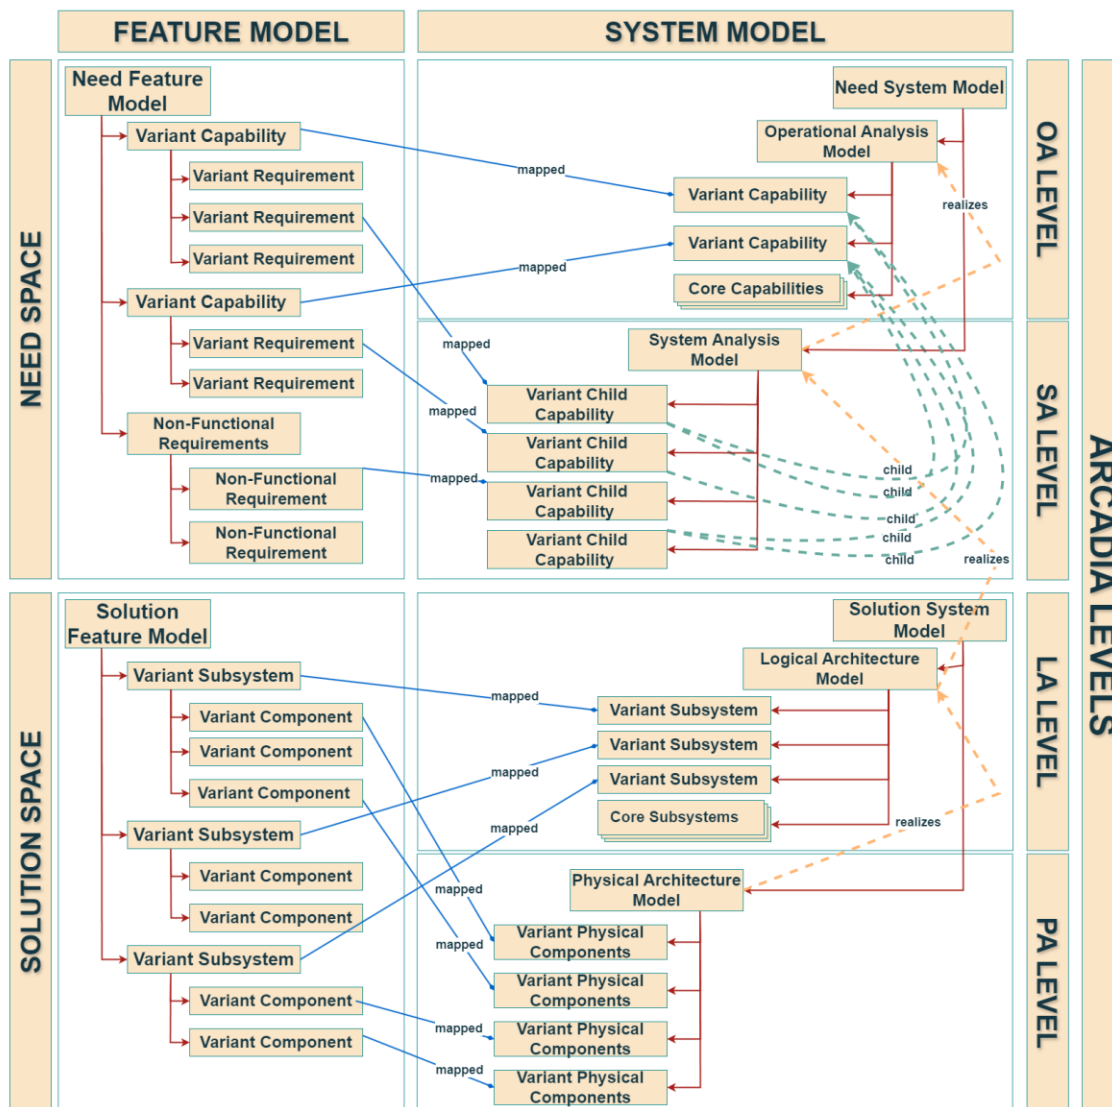 FEATURE MODEL
SYSTEM MODEL
NEED SPACE
Need Feature
Model
Variant Capability
Variant Requirement
Variant Requirement
Variant Requirement
Variant Capability
Variant Requirement
Variant Requirement
Non-Functional
Requirements
Non-Functional
Requirement
Non-Functional
Requirement
mapped
mapped
mapped
mapped
mapped
Need System Model
Operational Analysis
Model
Variant Capability
Variant Capability
Core Capabilities
realizes
OA LEVEL
System Analysis
Model
Variant Child
Capability
Variant Child
Capability
Variant Child
Capability
Variant Child
Capability
child
child
child
child
child
realizes
SA LEVEL
ARCADIA LEVELS
SOLUTION SPACE
Solution
Feature Model
Variant Subsystem
Variant Component
Variant Component
Variant Component
Variant Subsystem
Variant Component
Variant Component
Variant Subsystem
Variant Component
Variant Component
mapped
mapped
mapped
mapped
mapped
mapped
mapped
Solution System
Model
Logical Architecture
Model
Variant Subsystem
Variant Subsystem
Variant Subsystem
Core Subsystems
realizes
LA LEVEL
Physical Architecture
Model
Variant Physical
Components
Variant Physical
Components
Variant Physical
Components
Variant Physical
Components
PA LEVEL